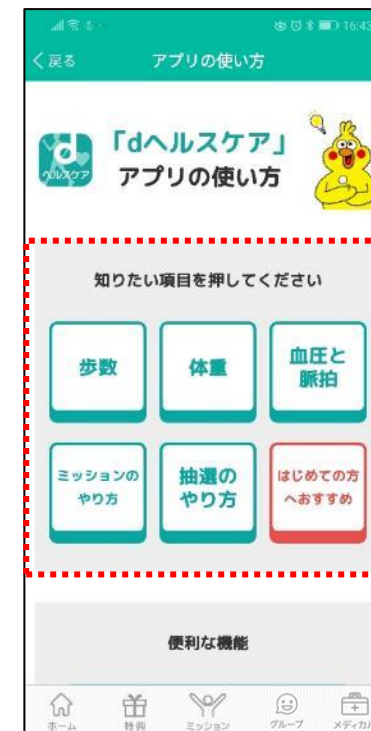 16:43
戻る
アプリの使い方
d
ヘルスケア
「dヘルスケア」
アプリの使い方
知りたい項目を押してください
歩数
体重
血圧と
脈拍
ミッションの
やり方
抽選の
やり方
はじめての方
へおすすめ
便利な機能
ホーム
特典
ミッション
グループ
メディカル